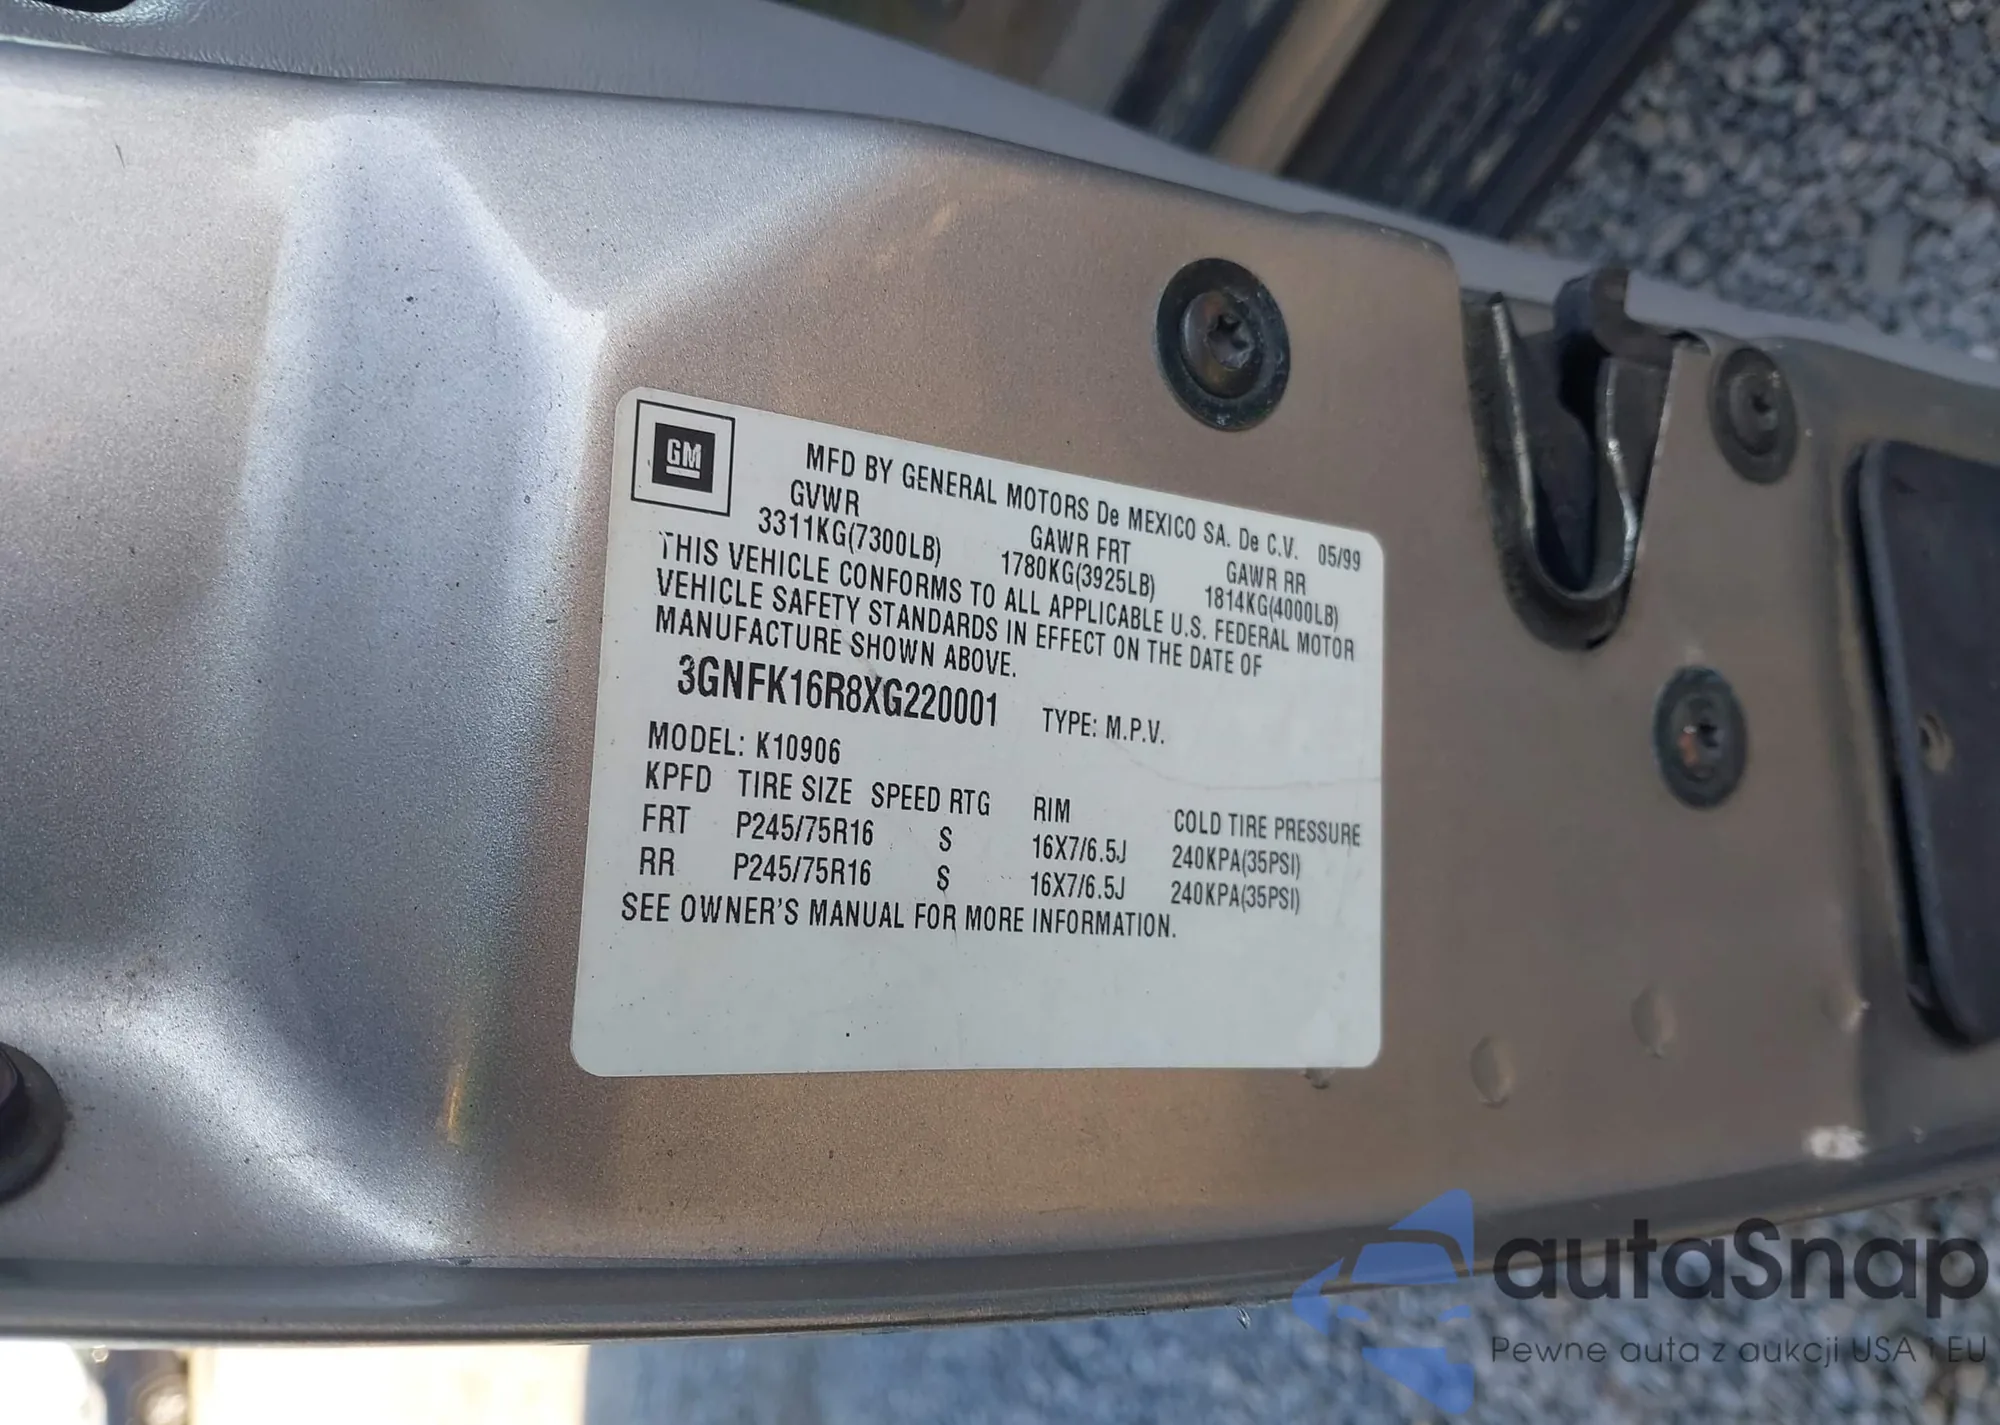 GM
MFD BY GENERAL MOTORS De MEXICO SA. De C.V. 05/99
GVWR GAWR FRT GAWR RR
3311KG(7300LB) 1780KG(3925LB) 1814KG(4000LB)
THIS VEHICLE CONFORMS TO ALL APPLICABLE U.S. FEDERAL MOTOR
VEHICLE SAFETY STANDARDS IN EFFECT ON THE DATE OF
MANUFACTURE SHOWN ABOVE.
3GNFK16R8XG220001 TYPE: M.P.V.
MODEL: K10906
KPFD TIRE SIZE SPEED RTG RIM COLD TIRE PRESSURE
FRT P245/75R16 S 16X7/6.5J 240KPA(35PSI)
RR P245/75R16 S 16X7/6.5J 240KPA(35PSI)
SEE OWNER'S MANUAL FOR MORE INFORMATION.
autaSnap
Pewne auta z aukcji USA i EU